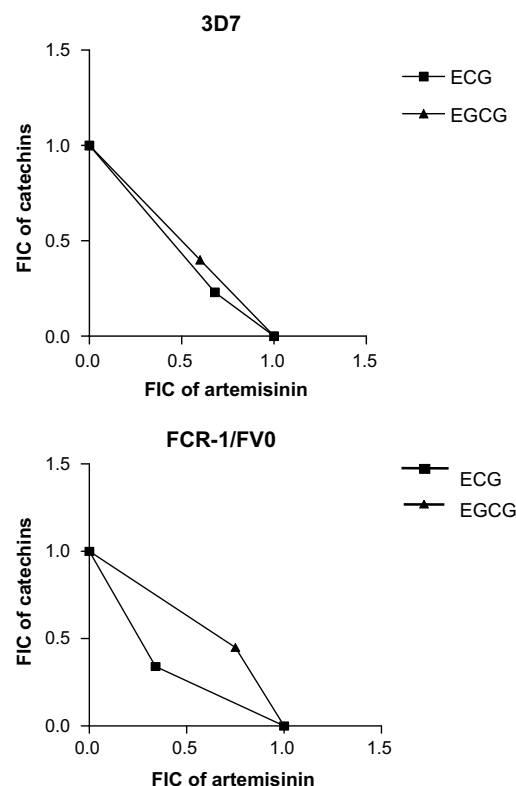 3D7
1.5
1.0
0.5
0.0
FIC of catechins
0.0 0.5 1.0 1.5
FIC of artemisinin
ECG
EGCG
FCR-1/FV0
1.5
1.0
0.5
0.0
FIC of catechins
0.0 0.5 1.0 1.5
FIC of artemisinin
ECG
EGCG